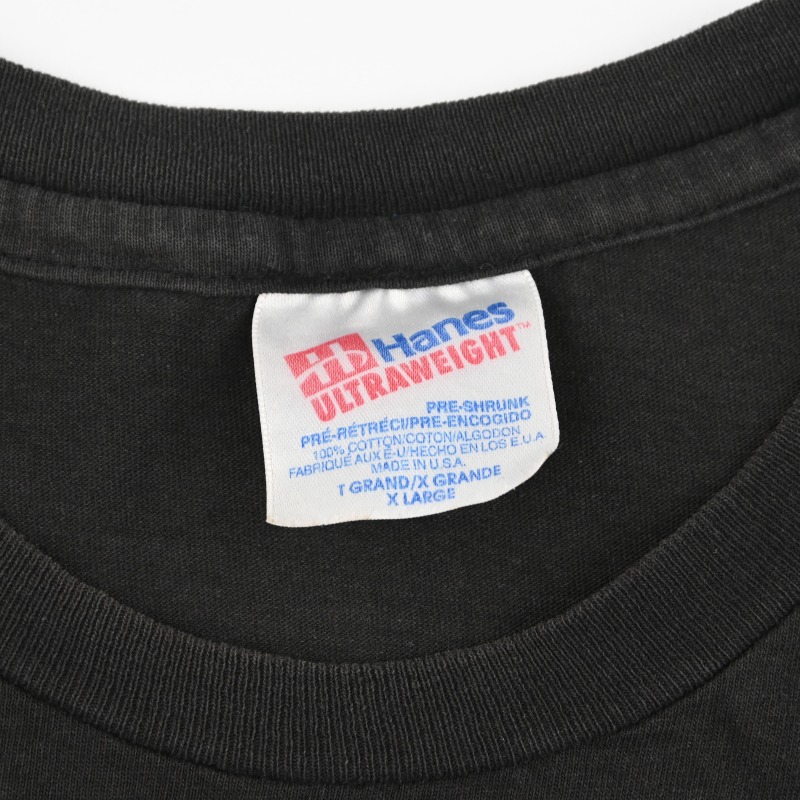 Hanes
ULTRAWEIGHT™
PRE-SHRUNK
PRÉ-RÉTRÉCI/PRE-ENCOGIDO
100% COTTON/COTON/ALGODON
FABRIQUÉ AUX É-U/HECHO EN LOS E.U.A
MADE IN U.S.A.
T GRAND/X GRANDE
X LARGE